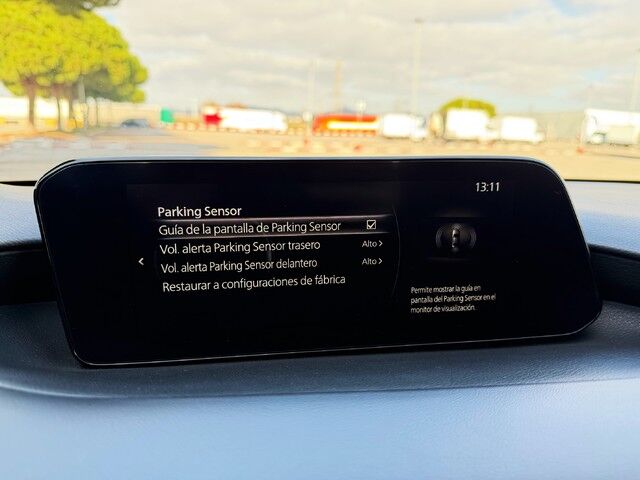 13:11
Parking Sensor
Guía de la pantalla de Parking Sensor
Vol. alerta Parking Sensor trasero Alto
Vol. alerta Parking Sensor delantero Alto
Restaurar a configuraciones de fábrica
Permite mostrar la guía en
pantalla del Parking Sensor en el
monitor de visualización.